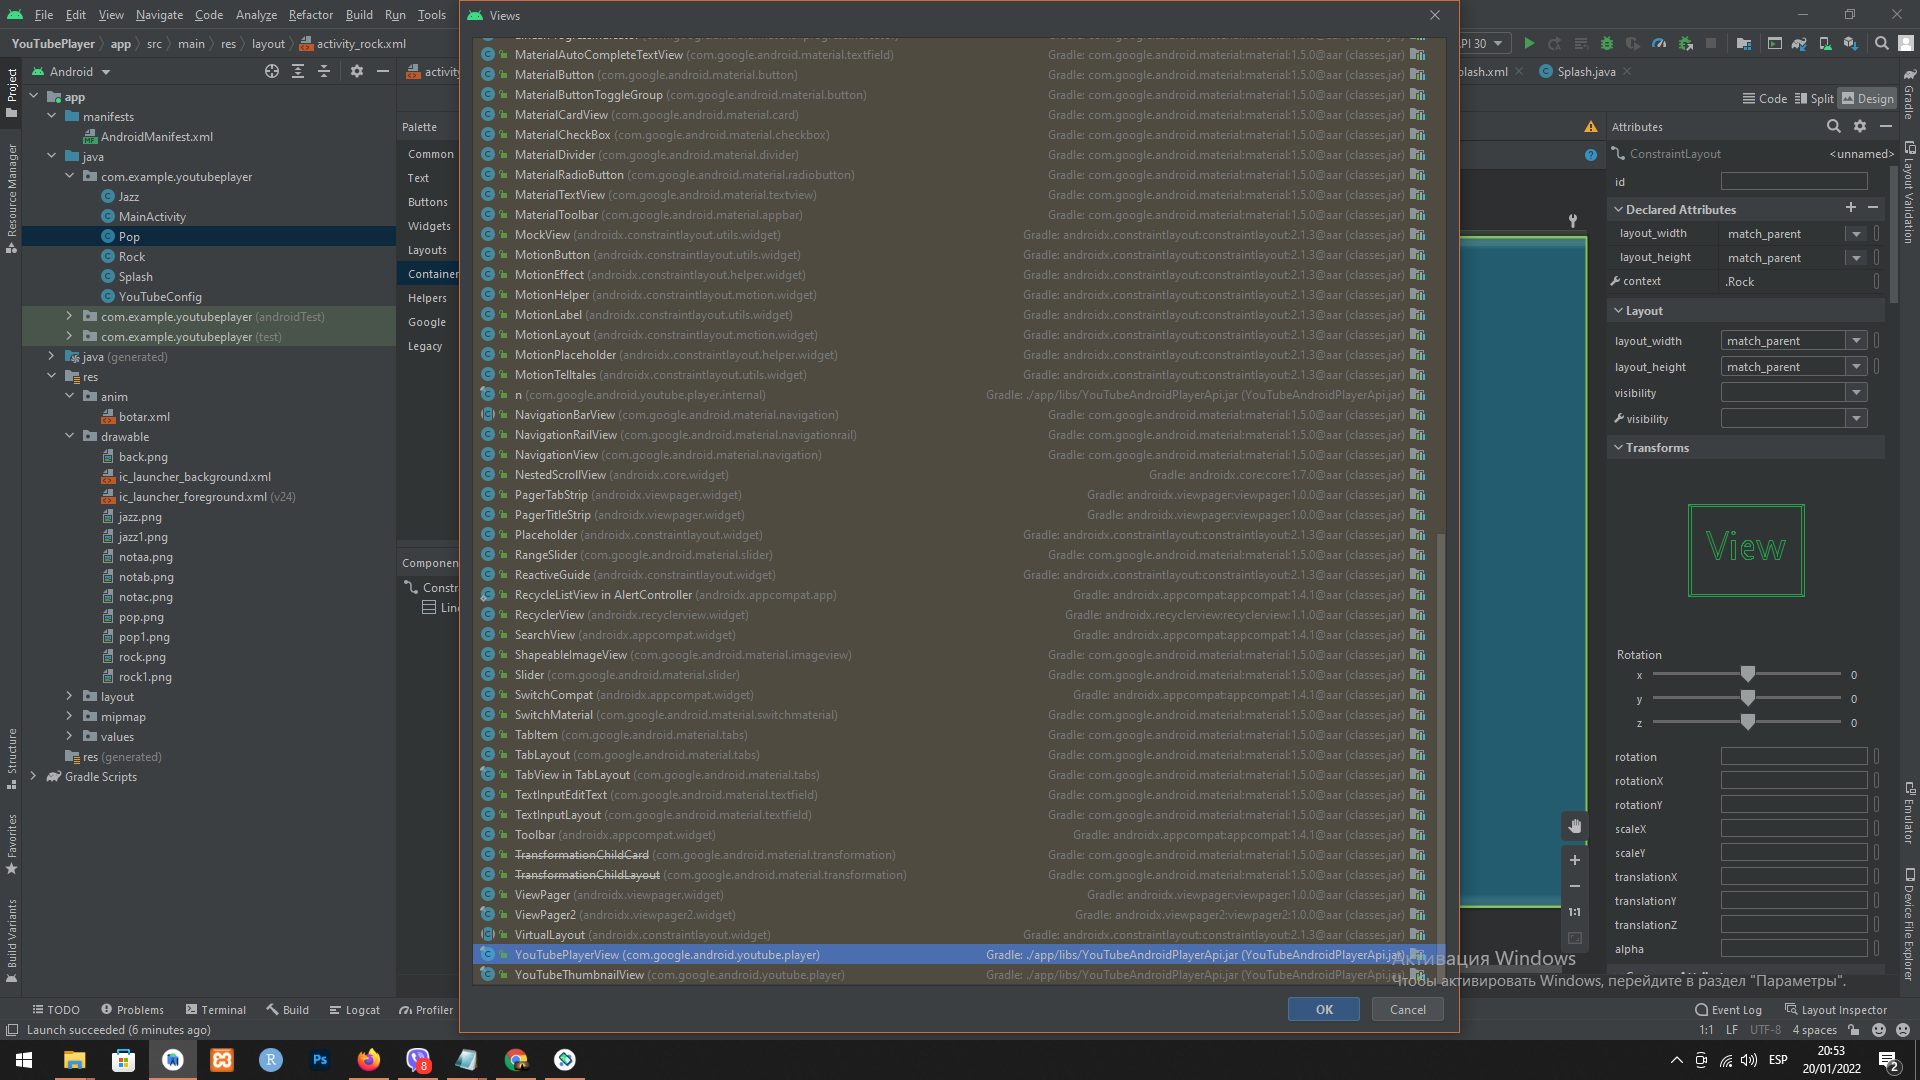 File Edit View Navigate Code Analyze Refactor Build Run Tools
Views
YouTubePlayer app src main res layout activity_rock.xml
API 30
Android
activity
plash.xml
Splash.java
Code Split Design
Project
Resource Manager
Structure
Favorites
Build Variants
app
manifests
AndroidManifest.xml
java
com.example.youtubeplayer
Jazz
MainActivity
Pop
Rock
Splash
YouTubeConfig
com.example.youtubeplayer (androidTest)
com.example.youtubeplayer (test)
java (generated)
res
anim
botar.xml
drawable
back.png
ic_launcher_background.xml
ic_launcher_foreground.xml (v24)
jazz.png
jazz1.png
notaa.png
notab.png
notac.png
pop.png
pop1.png
rock.png
rock1.png
layout
mipmap
values
res (generated)
Gradle Scripts
Palette
Common
Text
Buttons
Widgets
Layouts
Container
Helpers
Google
Legacy
Componen
Constr
Line
MaterialAutoCompleteTextView (com.google.android.material.textfield) Gradle: com.google.android.material:material:1.5.0@aar (classes.jar)
MaterialButton (com.google.android.material.button) Gradle: com.google.android.material:material:1.5.0@aar (classes.jar)
MaterialButtonToggleGroup (com.google.android.material.button) Gradle: com.google.android.material:material:1.5.0@aar (classes.jar)
MaterialCardView (com.google.android.material.card) Gradle: com.google.android.material:material:1.5.0@aar (classes.jar)
MaterialCheckBox (com.google.android.material.checkbox) Gradle: com.google.android.material:material:1.5.0@aar (classes.jar)
MaterialDivider (com.google.android.material.divider) Gradle: com.google.android.material:material:1.5.0@aar (classes.jar)
MaterialRadioButton (com.google.android.material.radiobutton) Gradle: com.google.android.material:material:1.5.0@aar (classes.jar)
MaterialTextView (com.google.android.material.textview) Gradle: com.google.android.material:material:1.5.0@aar (classes.jar)
MaterialToolbar (com.google.android.material.appbar) Gradle: com.google.android.material:material:1.5.0@aar (classes.jar)
MockView (androidx.constraintlayout.utils.widget) Gradle: androidx.constraintlayout:constraintlayout:2.1.3@aar (classes.jar)
MotionButton (androidx.constraintlayout.utils.widget) Gradle: androidx.constraintlayout:constraintlayout:2.1.3@aar (classes.jar)
MotionEffect (androidx.constraintlayout.helper.widget) Gradle: androidx.constraintlayout:constraintlayout:2.1.3@aar (classes.jar)
MotionHelper (androidx.constraintlayout.motion.widget) Gradle: androidx.constraintlayout:constraintlayout:2.1.3@aar (classes.jar)
MotionLabel (androidx.constraintlayout.utils.widget) Gradle: androidx.constraintlayout:constraintlayout:2.1.3@aar (classes.jar)
MotionLayout (androidx.constraintlayout.motion.widget) Gradle: androidx.constraintlayout:constraintlayout:2.1.3@aar (classes.jar)
MotionPlaceholder (androidx.constraintlayout.helper.widget) Gradle: androidx.constraintlayout:constraintlayout:2.1.3@aar (classes.jar)
MotionTelltales (androidx.constraintlayout.utils.widget) Gradle: androidx.constraintlayout:constraintlayout:2.1.3@aar (classes.jar)
n (com.google.android.youtube.player.internal) Gradle: ./app/libs/YouTubeAndroidPlayerApi.jar (YouTubeAndroidPlayerApi.jar)
NavigationBarView (com.google.android.material.navigation) Gradle: com.google.android.material:material:1.5.0@aar (classes.jar)
NavigationRailView (com.google.android.material.navigationrail) Gradle: com.google.android.material:material:1.5.0@aar (classes.jar)
NavigationView (com.google.android.material.navigation) Gradle: com.google.android.material:material:1.5.0@aar (classes.jar)
NestedScrollView (androidx.core.widget) Gradle: androidx.core:core:1.7.0@aar (classes.jar)
PagerTabStrip (androidx.viewpager.widget) Gradle: androidx.viewpager:viewpager:1.0.0@aar (classes.jar)
PagerTitleStrip (androidx.viewpager.widget) Gradle: androidx.viewpager:viewpager:1.0.0@aar (classes.jar)
Placeholder (androidx.constraintlayout.widget) Gradle: androidx.constraintlayout:constraintlayout:2.1.3@aar (classes.jar)
RangeSlider (com.google.android.material.slider) Gradle: com.google.android.material:material:1.5.0@aar (classes.jar)
ReactiveGuide (androidx.constraintlayout.widget) Gradle: androidx.constraintlayout:constraintlayout:2.1.3@aar (classes.jar)
RecycleListView in AlertController (androidx.appcompat.app) Gradle: androidx.appcompat:appcompat:1.4.1@aar (classes.jar)
RecyclerView (androidx.recyclerview.widget) Gradle: androidx.recyclerview:recyclerview:1.1.0@aar (classes.jar)
SearchView (androidx.appcompat.widget) Gradle: androidx.appcompat:appcompat:1.4.1@aar (classes.jar)
ShapeableImageView (com.google.android.material.imageview) Gradle: com.google.android.material:material:1.5.0@aar (classes.jar)
Slider (com.google.android.material.slider) Gradle: com.google.android.material:material:1.5.0@aar (classes.jar)
SwitchCompat (androidx.appcompat.widget) Gradle: androidx.appcompat:appcompat:1.4.1@aar (classes.jar)
SwitchMaterial (com.google.android.material.switchmaterial) Gradle: com.google.android.material:material:1.5.0@aar (classes.jar)
TabItem (com.google.android.material.tabs) Gradle: com.google.android.material:material:1.5.0@aar (classes.jar)
TabLayout (com.google.android.material.tabs) Gradle: com.google.android.material:material:1.5.0@aar (classes.jar)
TabView in TabLayout (com.google.android.material.tabs) Gradle: com.google.android.material:material:1.5.0@aar (classes.jar)
TextInputEditText (com.google.android.material.textfield) Gradle: com.google.android.material:material:1.5.0@aar (classes.jar)
TextInputLayout (com.google.android.material.textfield) Gradle: com.google.android.material:material:1.5.0@aar (classes.jar)
Toolbar (androidx.appcompat.widget) Gradle: androidx.appcompat:appcompat:1.4.1@aar (classes.jar)
TransformationChildCard (com.google.android.material.transformation) Gradle: com.google.android.material:material:1.5.0@aar (classes.jar)
TransformationChildLayout (com.google.android.material.transformation) Gradle: com.google.android.material:material:1.5.0@aar (classes.jar)
ViewPager (androidx.viewpager.widget) Gradle: androidx.viewpager:viewpager:1.0.0@aar (classes.jar)
ViewPager2 (androidx.viewpager2.widget) Gradle: androidx.viewpager2:viewpager2:1.0.0@aar (classes.jar)
VirtualLayout (androidx.constraintlayout.widget) Gradle: androidx.constraintlayout:constraintlayout:2.1.3@aar (classes.jar)
YouTubePlayerView (com.google.android.youtube.player) Gradle: ./app/libs/YouTubeAndroidPlayerApi.jar (YouTubeAndroidPlayerApi.jar)
YouTubeThumbnailView (com.google.android.youtube.player) Gradle: ./app/libs/YouTubeAndroidPlayerApi.jar (YouTubeAndroidPlayerApi.jar)
OK Cancel
1:1
Attributes
ConstraintLayout <unnamed>
id
Declared Attributes
layout_width match_parent
layout_height match_parent
context .Rock
Layout
layout_width match_parent
layout_height match_parent
visibility
visibility
Transforms
View
Rotation
x 0
y 0
z 0
rotation
rotationX
rotationY
scaleX
scaleY
translationX
translationY
translationZ
alpha
Gradle
Layout Validation
Emulator
Device File Explorer
Активация Windows
Чтобы активировать Windows, перейдите в раздел "Параметры".
TODO Problems Terminal Build Logcat Profiler
Event Log Layout Inspector
Launch succeeded (6 minutes ago)
1:1 LF UTF-8 4 spaces
8
ESP
20:53
20/01/2022
2